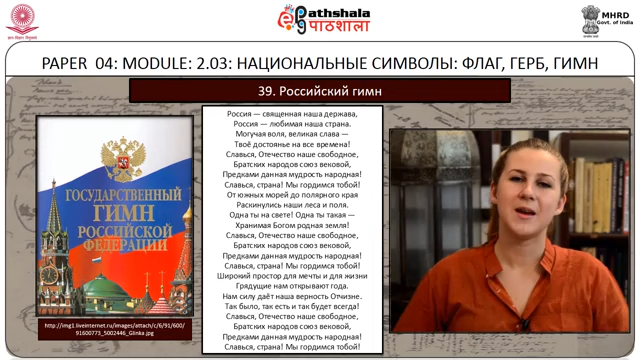 ePathshala
पाठशाला
MHRD
Govt. of India
PAPER 04: MODULE: 2.03: НАЦИОНАЛЬНЫЕ СИМВОЛЫ: ФЛАГ, ГЕРБ, ГИМН
39. Российский гимн
ГОСУДАРСТВЕННЫЙ
ГИМН
РОССИЙСКОЙ
ФЕДЕРАЦИИ
http://img1.liveinternet.ru/images/attach/c/6/91/600/
91600773_5002446_Glinka.jpg
Россия — священная наша держава,
Россия — любимая наша страна.
Могучая воля, великая слава —
Твоё достоянье на все времена!
Славься, Отечество наше свободное,
Братских народов союз вековой,
Предками данная мудрость народная!
Славься, страна! Мы гордимся тобой!
От южных морей до полярного края
Раскинулись наши леса и поля.
Одна ты на свете! Одна ты такая —
Хранимая Богом родная земля!
Славься, Отечество наше свободное,
Братских народов союз вековой,
Предками данная мудрость народная!
Славься, страна! Мы гордимся тобой!
Широкий простор для мечты и для жизни
Грядущие нам открывают года.
Нам силу даёт наша верность Отчизне.
Так было, так есть и так будет всегда!
Славься, Отечество наше свободное,
Братских народов союз вековой,
Предками данная мудрость народная!
Славься, страна! Мы гордимся тобой!